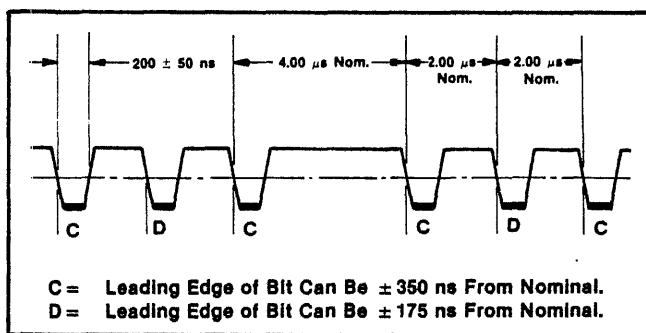 200 ± 50 ns
4.00 µs Nom.
2.00 µs Nom.
2.00 µs Nom.
C
D
C
C
D
C
C = Leading Edge of Bit Can Be ± 350 ns From Nominal.
D = Leading Edge of Bit Can Be ± 175 ns From Nominal.